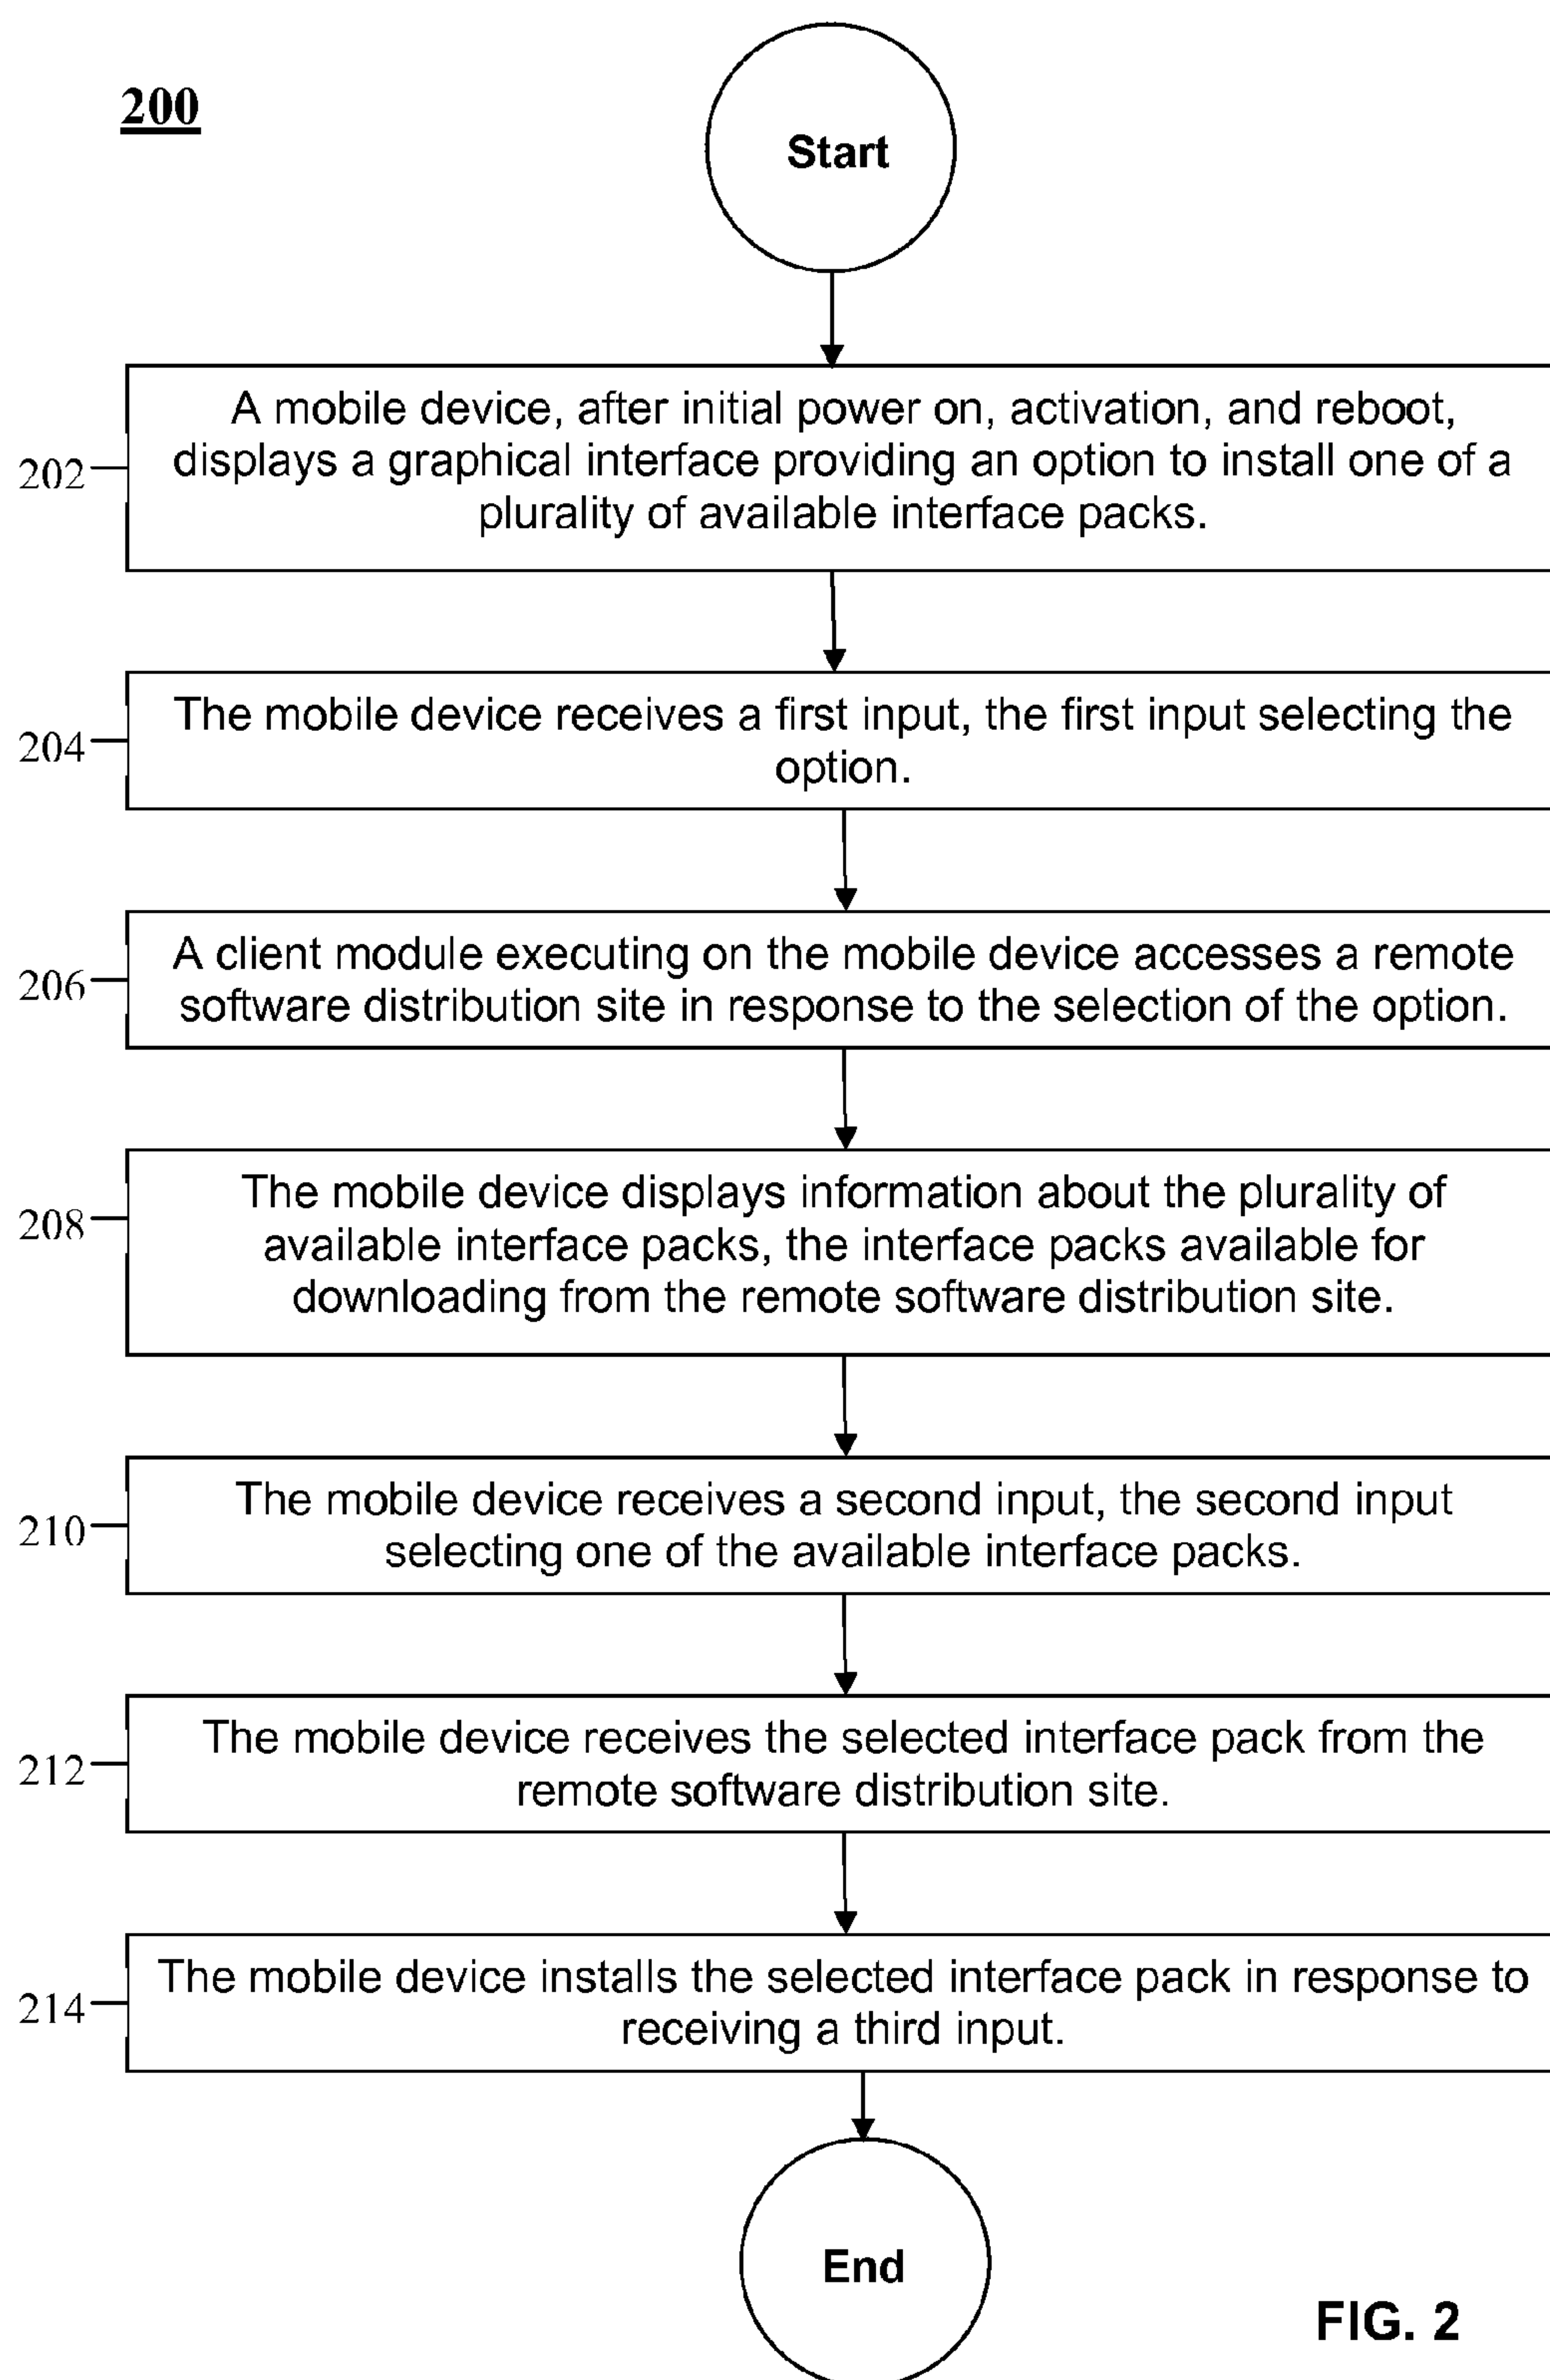 200
Start
A mobile device, after initial power on, activation, and reboot,
displays a graphical interface providing an option to install one of a
plurality of available interface packs.
202
The mobile device receives a first input, the first input selecting the
option.
204
A client module executing on the mobile device accesses a remote
software distribution site in response to the selection of the option.
206
The mobile device displays information about the plurality of
available interface packs, the interface packs available for
downloading from the remote software distribution site.
208
The mobile device receives a second input, the second input
selecting one of the available interface packs.
210
The mobile device receives the selected interface pack from the
remote software distribution site.
212
The mobile device installs the selected interface pack in response to
receiving a third input.
214
End
FIG. 2